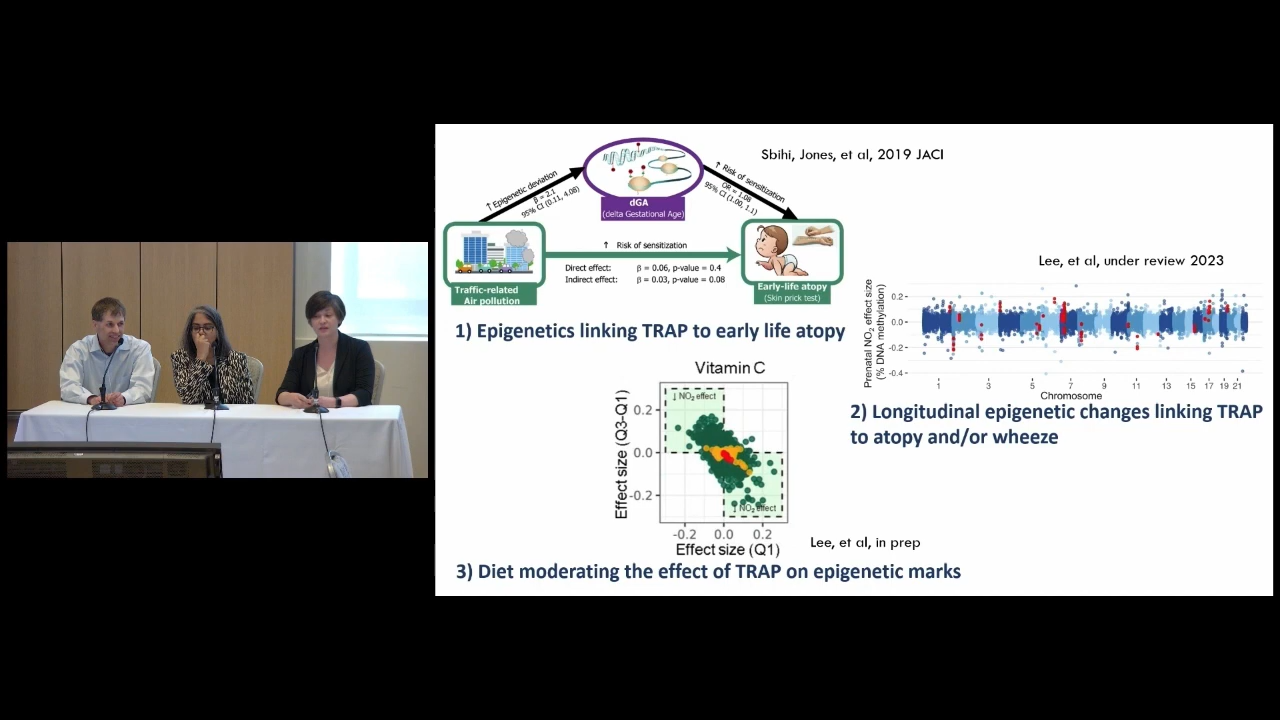 Sbihi, Jones, et al, 2019 JACI
↑ Epigenetic deviation
β = 2.1
95% CI (0.11, 4.08)
dGA
(delta Gestational Age)
↑ Risk of sensitization
OR = 1.08
95% CI (1.00, 1.1)
↑ Risk of sensitization
Direct effect: β = 0.06, p-value = 0.4
Indirect effect: β = 0.03, p-value = 0.08
Traffic-related
Air pollution
Early-life atopy
(Skin prick test)
1) Epigenetics linking TRAP to early life atopy
Lee, et al, under review 2023
Prenatal NO₂ effect size
(% DNA methylation)
0.2
0.0
-0.2
-0.4
1 3 5 7 9 11 13 15 17 19 21
Chromosome
2) Longitudinal epigenetic changes linking TRAP
to atopy and/or wheeze
Vitamin C
Effect size (Q3-Q1)
0.2
0.0
-0.2
↓ NO₂ effect
↓ NO₂ effect
-0.2 0.0 0.2
Effect size (Q1)
Lee, et al, in prep
3) Diet moderating the effect of TRAP on epigenetic marks